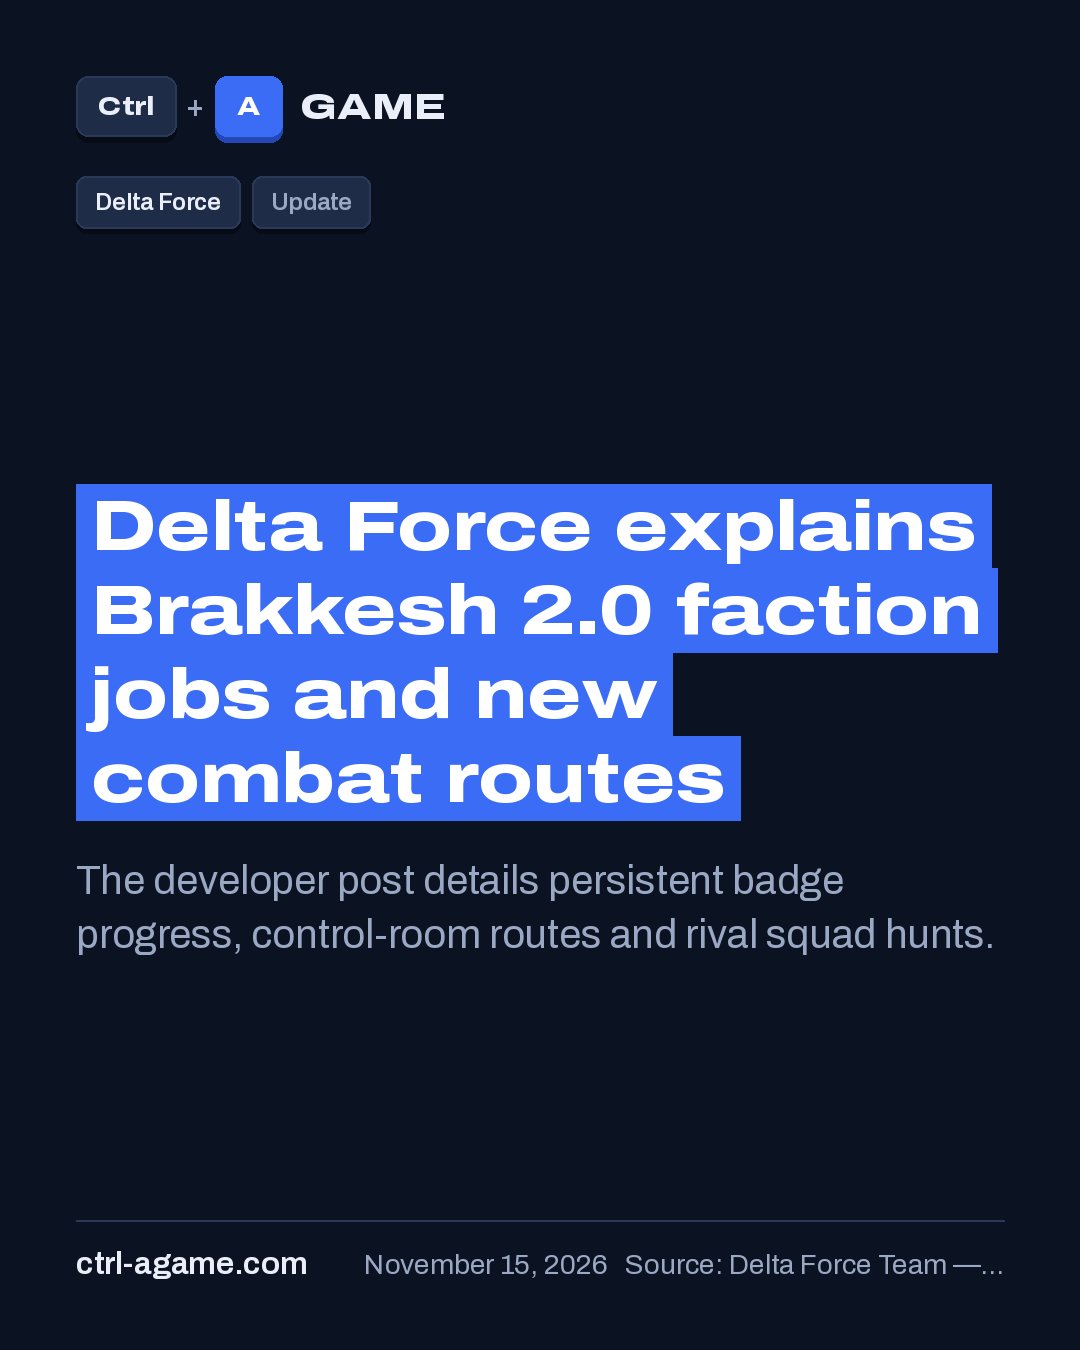 Ctrl + A GAME
Delta Force Update
Delta Force explains
Brakkesh 2.0 faction
jobs and new
combat routes
The developer post details persistent badge
progress, control-room routes and rival squad hunts.
ctrl-agame.com November 15, 2026 Source: Delta Force Team —...